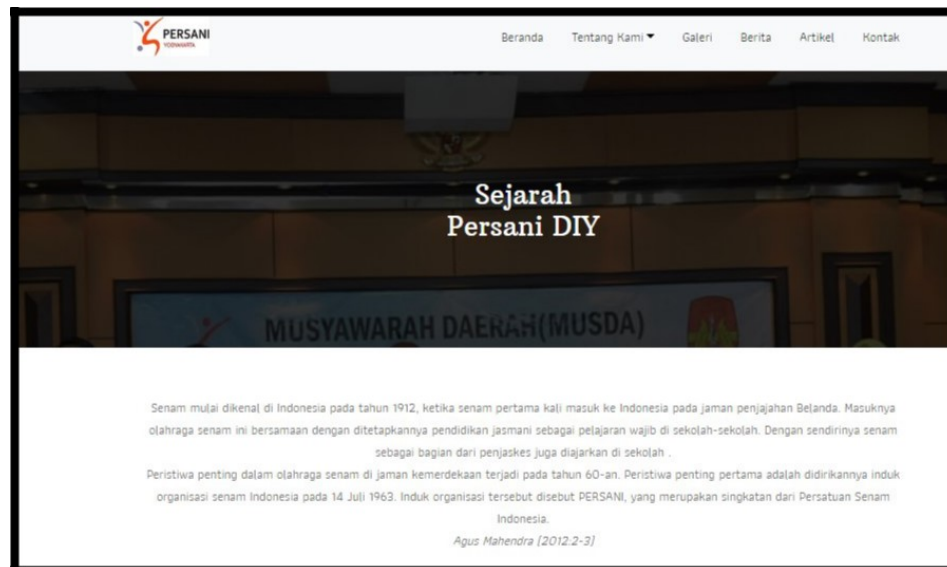 PERSANI
YOGYAKARTA
Beranda Tentang Kami Galeri Berita Artikel Kontak
Sejarah
Persani DIY
MUSYAWARAH DAERAH(MUSDA)
Senam mulai dikenal di Indonesia pada tahun 1912, ketika senam pertama kali masuk ke Indonesia pada jaman penjajahan Belanda. Masuknya
olahraga senam ini bersamaan dengan ditetapkannya pendidikan jasmani sebagai pelajaran wajib di sekolah-sekolah. Dengan sendirinya senam
sebagai bagian dari penjaskes juga diajarkan di sekolah .
Peristiwa penting dalam olahraga senam di jaman kemerdekaan terjadi pada tahun 60-an. Peristiwa penting pertama adalah didirikannya induk
organisasi senam Indonesia pada 14 Juli 1963. Induk organisasi tersebut disebut PERSANI, yang merupakan singkatan dari Persatuan Senam
Indonesia.
Agus Mahendra (2012:2-3)